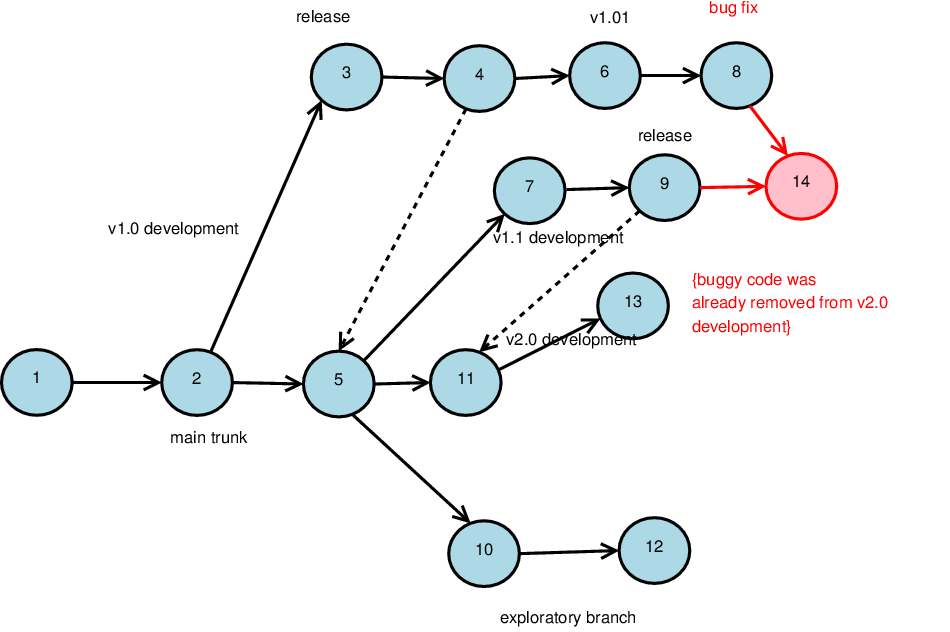 bug fix
release
v1.01
3
4
6
8
release
14
7
9
v1.0 development
v1.1 development
{buggy code was
already removed from v2.0
development}
13
v2.0 development
1
2
5
11
main trunk
10
12
exploratory branch